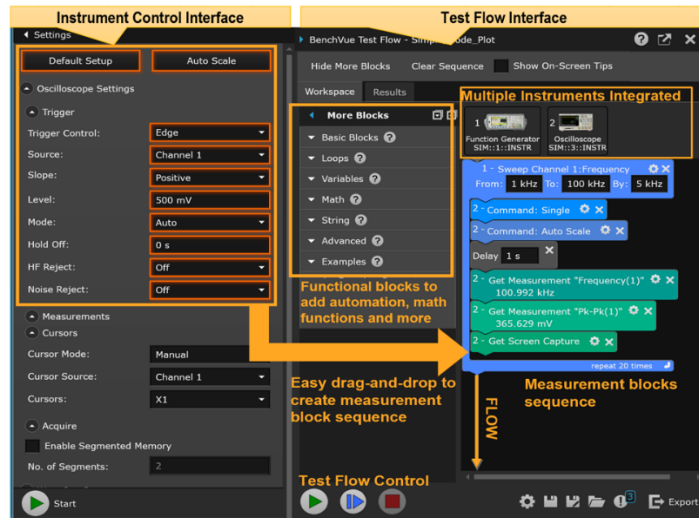 Instrument Control Interface
Test Flow Interface
Settings
Default Setup
Auto Scale
Oscilloscope Settings
Trigger
Trigger Control:
Edge
Source:
Channel 1
Slope:
Positive
Level:
500 mV
Mode:
Auto
Hold Off:
0 s
HF Reject:
Off
Noise Reject:
Off
Measurements
Cursors
Cursor Mode:
Manual
Cursor Source:
Channel 1
Cursors:
X1
Acquire
Enable Segmented Memory
No. of Segments:
2
Start
BenchVue Test Flow -
Hide More Blocks
Clear Sequence
Show On-Screen Tips
Workspace
Results
More Blocks
Basic Blocks
Loops
Variables
Math
String
Advanced
Examples
Functional blocks to
add automation, math
functions and more
Easy drag-and-drop to
create measurement
block sequence
Test Flow Control
Multiple Instruments Integrated
1
Function Generator
SIM::1::INSTR
2
Oscilloscope
SIM::3::INSTR
1 - Sweep Channel 1:Frequency
From: 1 kHz To: 100 kHz By: 5 kHz
2 - Command: Single
2 - Command: Auto Scale
Delay 1 s
2 - Get Measurement "Frequency(1)"
100.992 kHz
2 - Get Measurement "Pk-Pk(1)"
365.629 mV
2 - Get Screen Capture
repeat 20 times
FLOW
Measurement blocks
sequence
3
Export